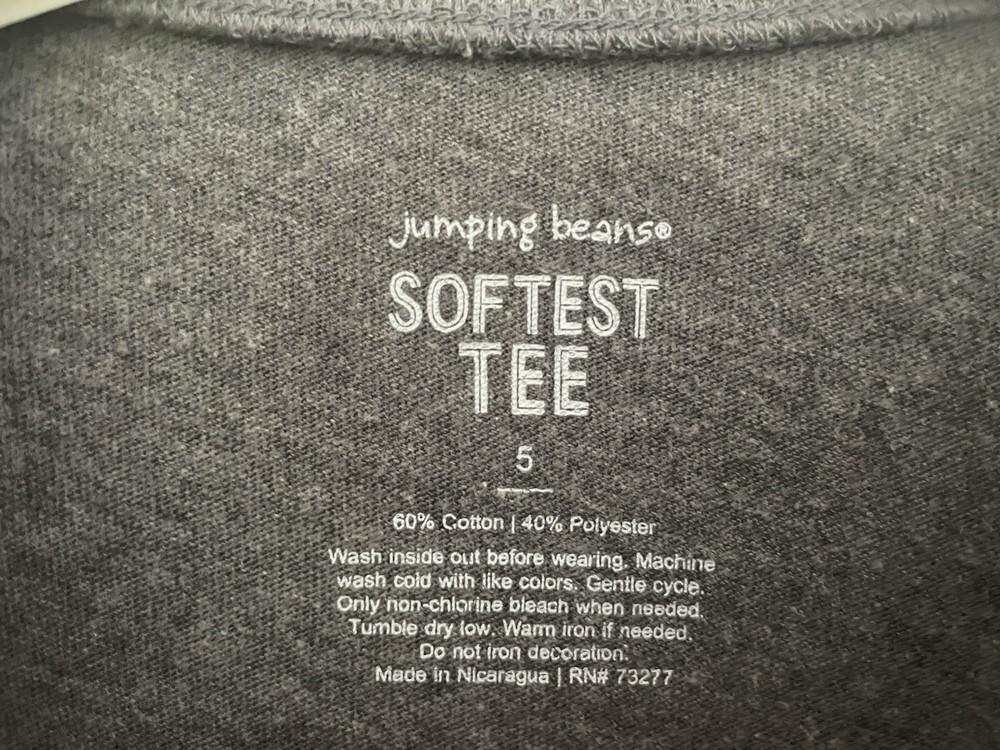 jumping beans®
SOFTEST
TEE
5
60% Cotton | 40% Polyester
Wash inside out before wearing. Machine
wash cold with like colors. Gentle cycle.
Only non-chlorine bleach when needed.
Tumble dry low. Warm iron if needed.
Do not iron decoration.
Made in Nicaragua | RN# 73277